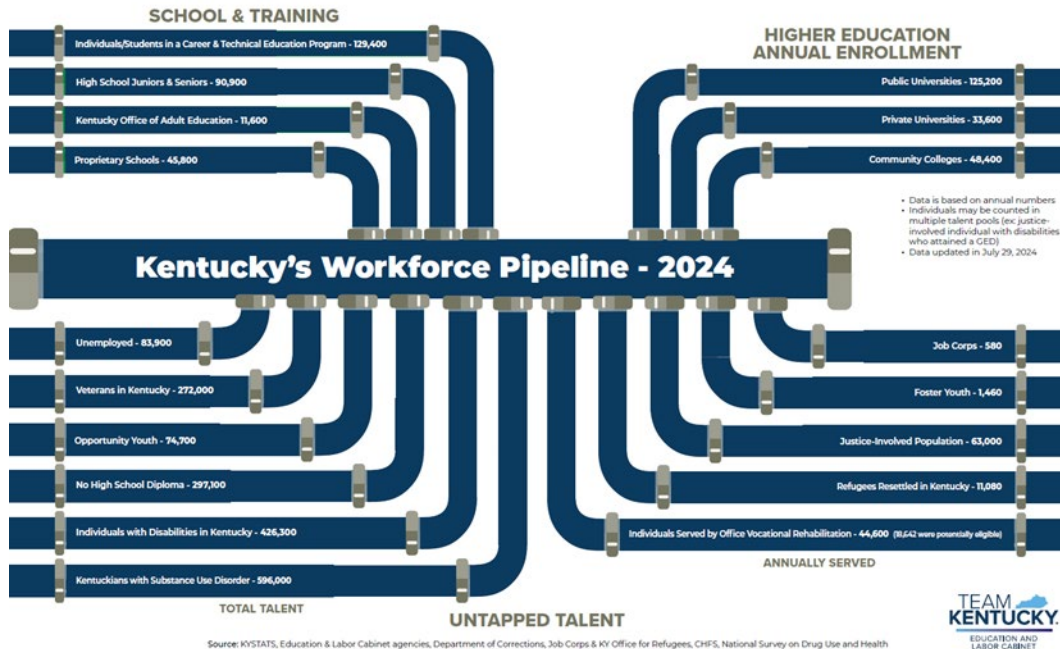 SCHOOL & TRAINING
Individuals/Students in a Career & Technical Education Program - 129,400
High School Juniors & Seniors - 90,900
Kentucky Office of Adult Education - 11,600
Proprietary Schools - 45,800
HIGHER EDUCATION
ANNUAL ENROLLMENT
Public Universities - 125,200
Private Universities - 33,600
Community Colleges - 48,400
• Data is based on annual numbers
• Individuals may be counted in
multiple talent pools (ex: justice-
involved individual with disabilities
who attained a GED)
• Data updated in July 29, 2024
Kentucky's Workforce Pipeline - 2024
Unemployed - 83,900
Veterans in Kentucky - 272,000
Opportunity Youth - 74,700
No High School Diploma - 297,100
Individuals with Disabilities in Kentucky - 426,300
Kentuckians with Substance Use Disorder - 596,000
TOTAL TALENT
Job Corps - 580
Foster Youth - 1,460
Justice-Involved Population - 63,000
Refugees Resettled in Kentucky - 11,080
Individuals Served by Office Vocational Rehabilitation - 44,600 (18,642 were potentially eligible)
ANNUALLY SERVED
UNTAPPED TALENT
TEAM
KENTUCKY.
EDUCATION AND
LABOR CABINET
Source: KYSTATS, Education & Labor Cabinet agencies, Department of Corrections, Job Corps & KY Office for Refugees, CHFS, National Survey on Drug Use and Health